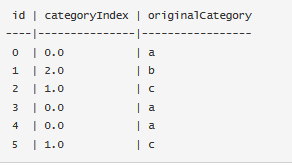 id | categoryIndex | originalCategory
----|---------------|-----------------
0 | 0.0 | a
1 | 2.0 | b
2 | 1.0 | c
3 | 0.0 | a
4 | 0.0 | a
5 | 1.0 | c